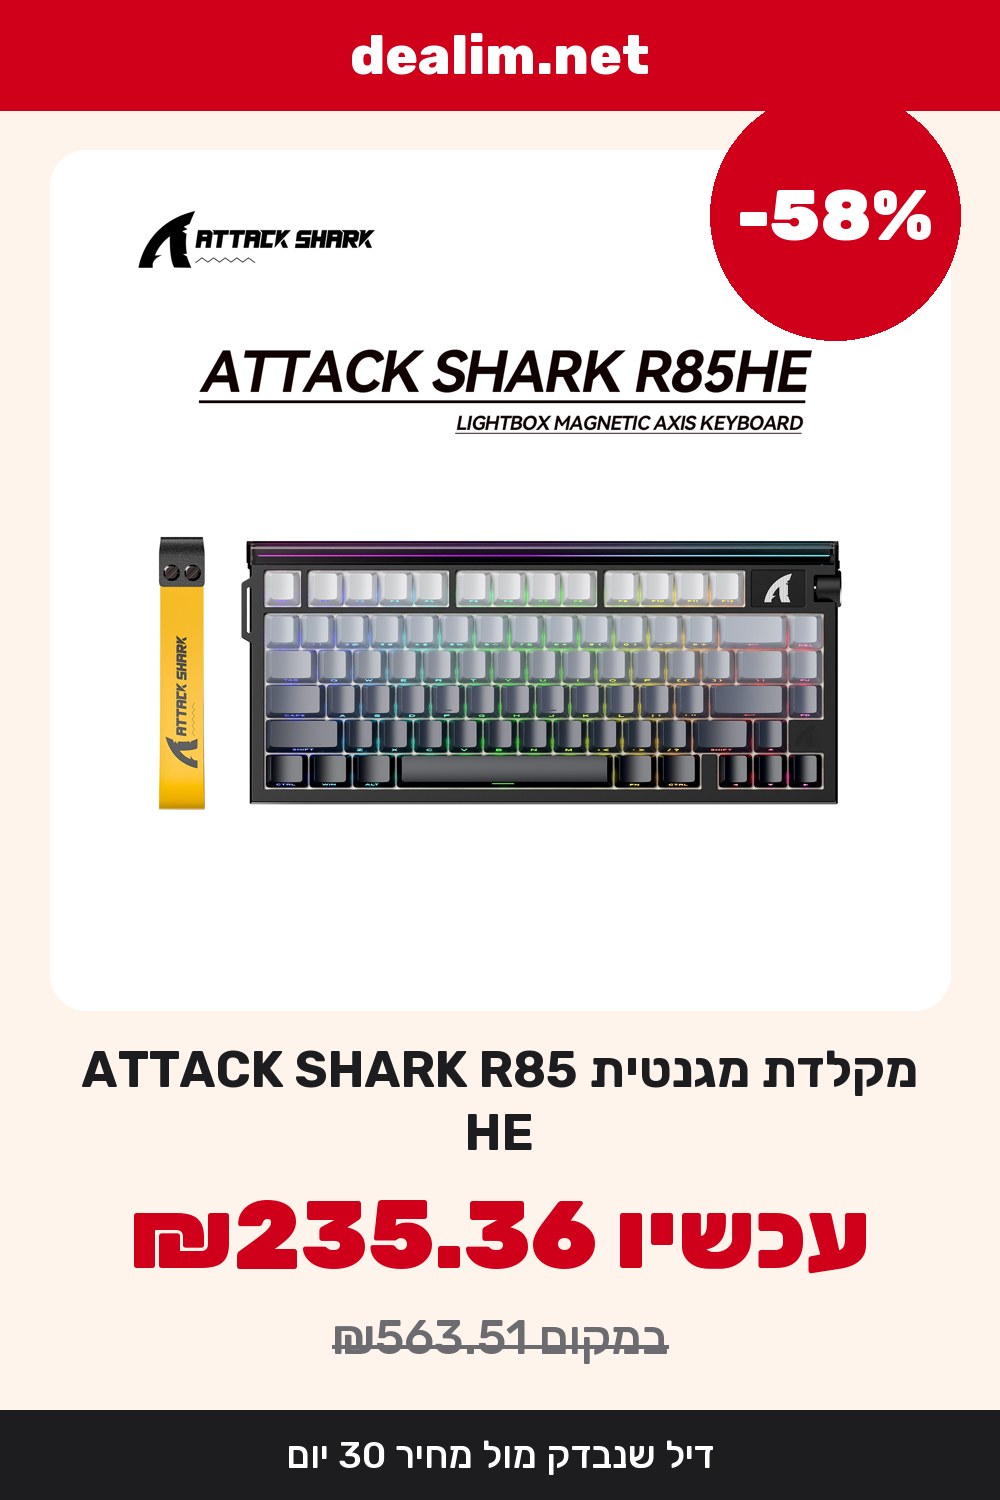 dealim.net
-58%
ATTACK SHARK
ATTACK SHARK R85HE
LIGHTBOX MAGNETIC AXIS KEYBOARD
ATTACK SHARK
מקלדת מגנטית ATTACK SHARK R85
HE
עכשיו 235.36₪
במקום 563.51₪
דיל שנבדק מול מחיר 30 יום